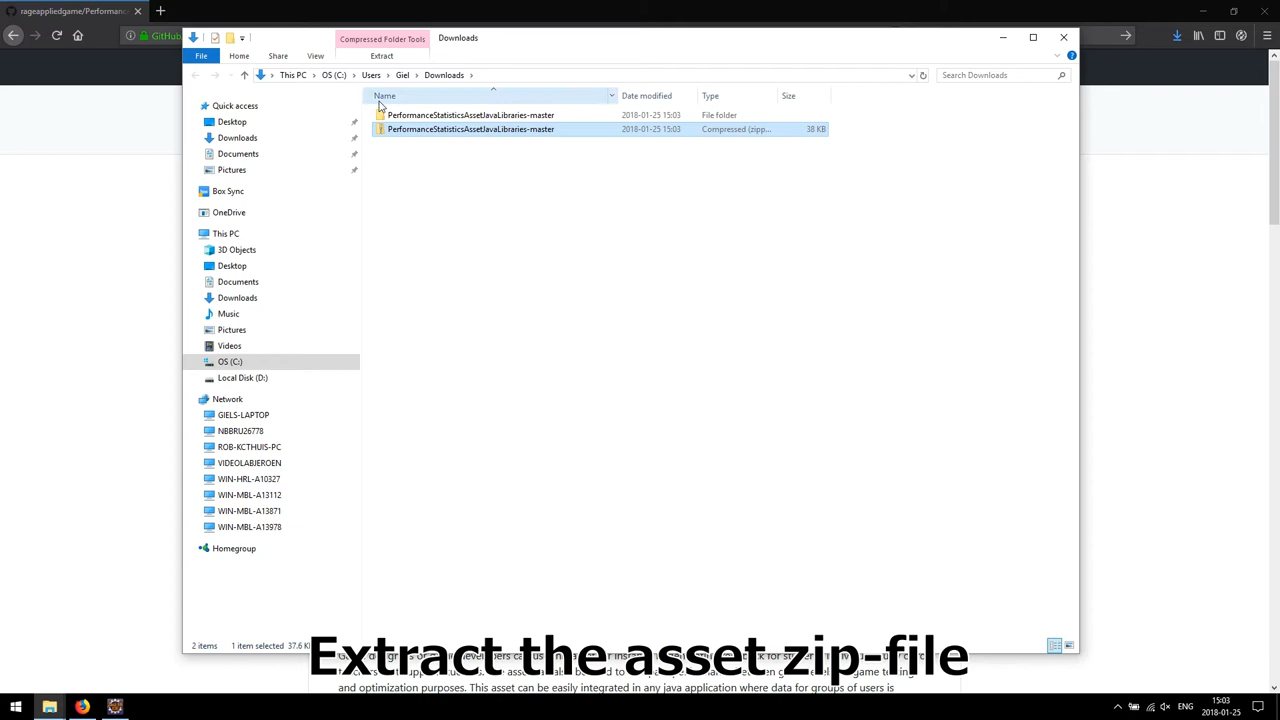 rageappliedgame/Performance
GitHub
Compressed Folder Tools
Downloads
File
Home
Share
View
Extract
This PC
OS (C:)
Users
Giel
Downloads
Search Downloads
Name
Date modified
Type
Size
PerformanceStatisticsAssetJavaLibraries-master
2018-01-25 15:03
File folder
PerformanceStatisticsAssetJavaLibraries-master
2018-01-25 15:03
Compressed (zipp...
38 KB
Quick access
Desktop
Downloads
Documents
Pictures
Box Sync
OneDrive
This PC
3D Objects
Desktop
Documents
Downloads
Music
Pictures
Videos
OS (C:)
Local Disk (D:)
Network
GIELS-LAPTOP
NBBRU26778
ROB-KCTHUIS-PC
VIDEOLABJEROEN
WIN-HRL-A10327
WIN-MBL-A13112
WIN-MBL-A13871
WIN-MBL-A13978
Homegroup
2 items
1 item selected 37.6 K
Extract the asset zip-file
and optimization purposes. This asset can be easily integrated in any java application where data for groups of users is
ENG
15:03
2018-01-25